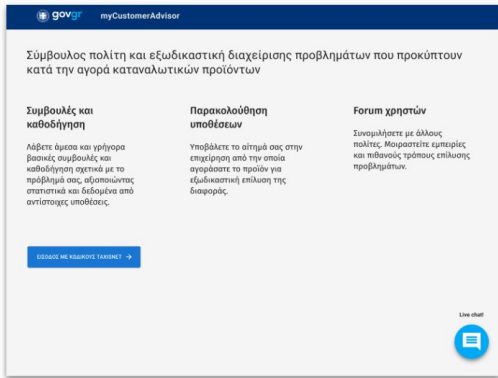 govgr myCustomerAdvisor
Σύμβουλος πολίτη και εξωδικαστική διαχείρισης προβλημάτων που προκύπτουν
κατά την αγορά καταναλωτικών προϊόντων
Συμβουλές και
καθοδήγηση
Λάβετε άμεσα και γρήγορα
βασικές συμβουλές και
καθοδήγηση σχετικά με το
πρόβλημά σας, αξιοποιώντας
στατιστικά και δεδομένα από
αντίστοιχες υποθέσεις.
Παρακολούθηση
υποθέσεων
Υποβάλετε το αίτημά σας στην
επιχείρηση από την οποία
αγοράσατε το προϊόν για
εξωδικαστική επίλυση της
διαφοράς.
Forum χρηστών
Συνομιλήσετε με άλλους
πολίτες. Μοιραστείτε εμπειρίες
και πιθανούς τρόπους επίλυσης
προβλημάτων.
ΕΙΣΟΔΟΣ ΜΕ ΚΩΔΙΚΟΥΣ TAXISNET →
Live chat!